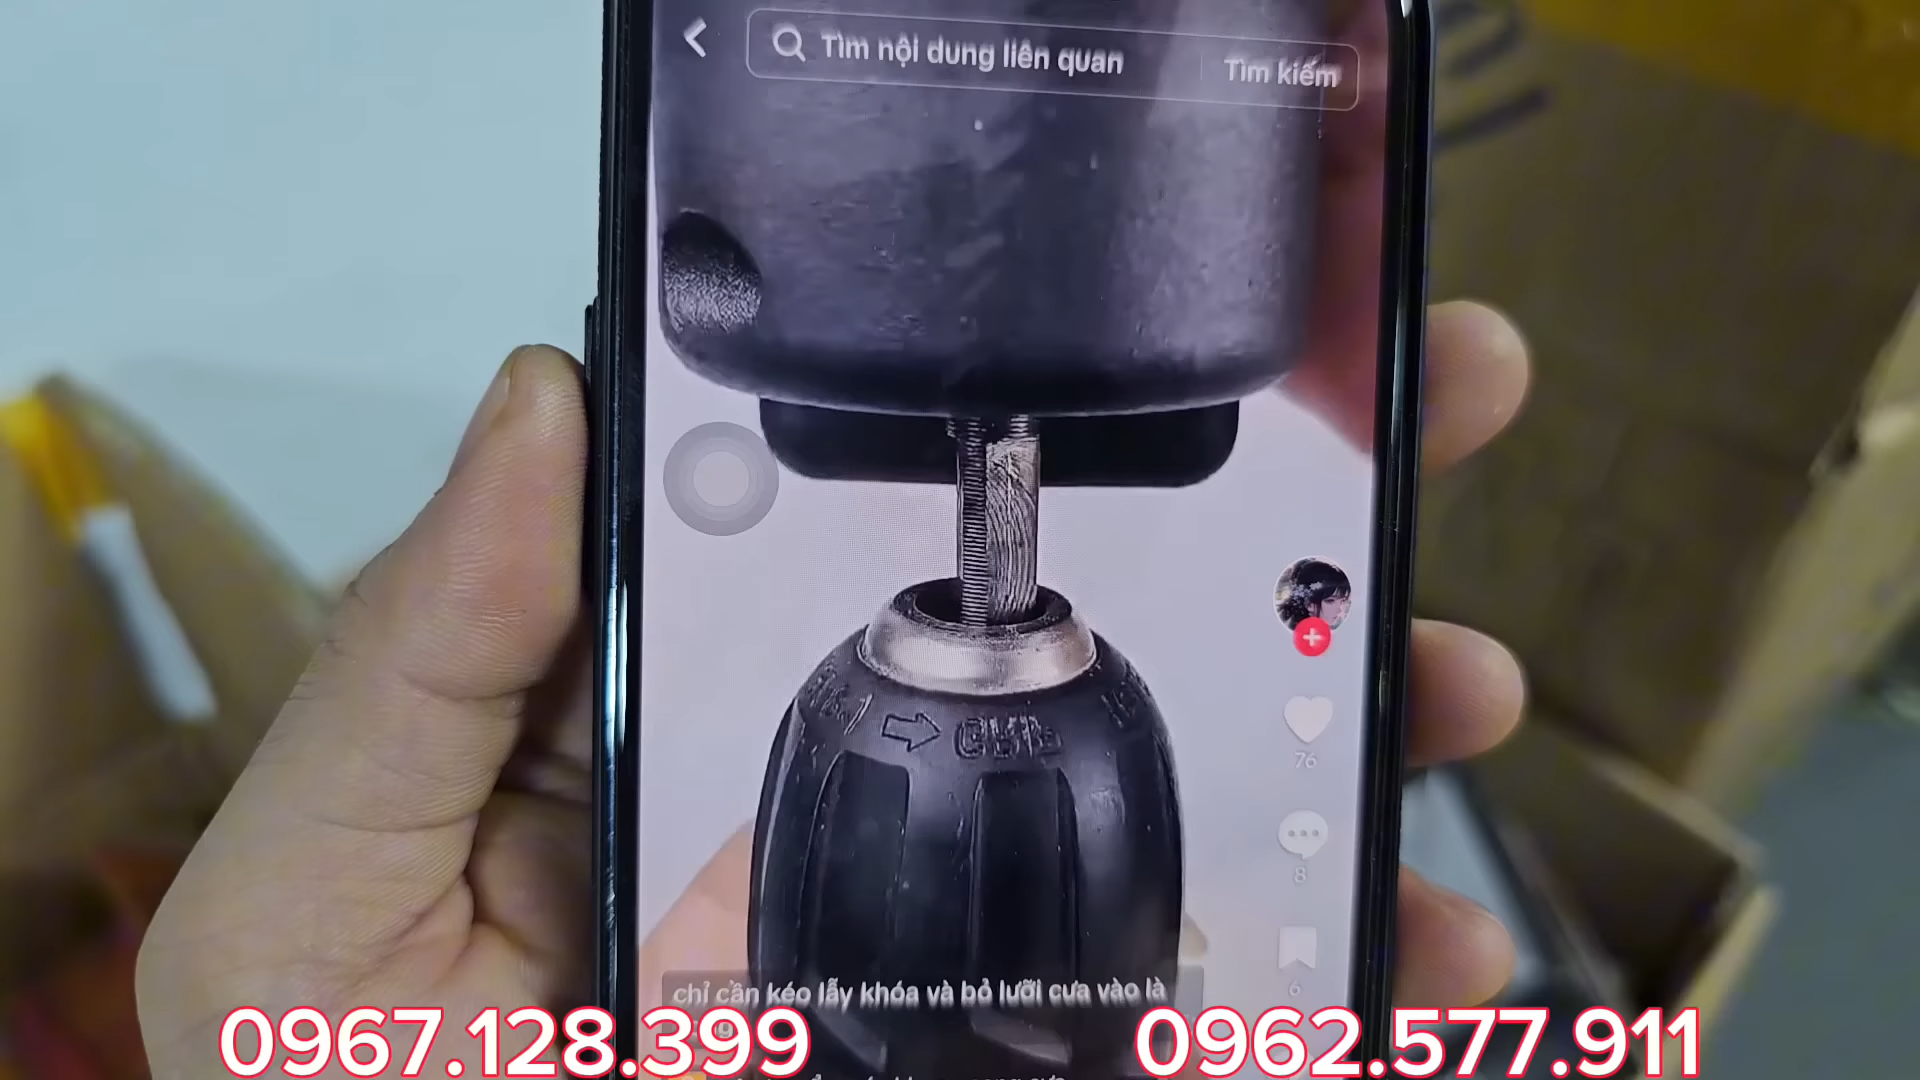 Tìm nội dung liên quan
Tìm kiếm
76
8
chỉ cần kéo lẫy khóa và bỏ lưỡi cưa vào là
6
0967.128.399
0962.577.911